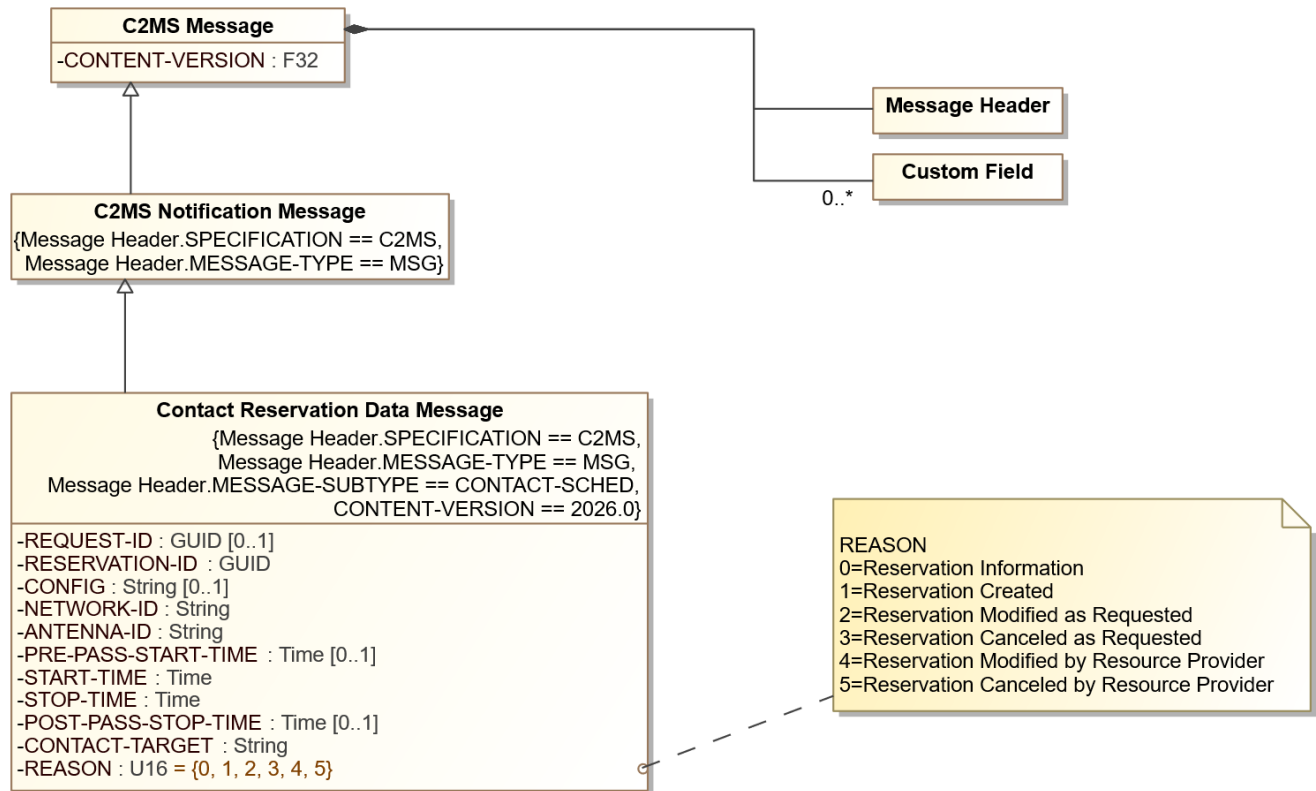 C2MS Message
-CONTENT-VERSION : F32
Message Header
Custom Field
0..*
C2MS Notification Message
{Message Header.SPECIFICATION == C2MS,
Message Header.MESSAGE-TYPE == MSG}
Contact Reservation Data Message
{Message Header.SPECIFICATION == C2MS,
Message Header.MESSAGE-TYPE == MSG,
Message Header.MESSAGE-SUBTYPE == CONTACT-SCHED,
CONTENT-VERSION == 2026.0}
-REQUEST-ID : GUID [0..1]
-RESERVATION-ID : GUID
-CONFIG : String [0..1]
-NETWORK-ID : String
-ANTENNA-ID : String
-PRE-PASS-START-TIME : Time [0..1]
-START-TIME : Time
-STOP-TIME : Time
-POST-PASS-STOP-TIME : Time [0..1]
-CONTACT-TARGET : String
-REASON : U16 = {0, 1, 2, 3, 4, 5}
REASON
0=Reservation Information
1=Reservation Created
2=Reservation Modified as Requested
3=Reservation Canceled as Requested
4=Reservation Modified by Resource Provider
5=Reservation Canceled by Resource Provider